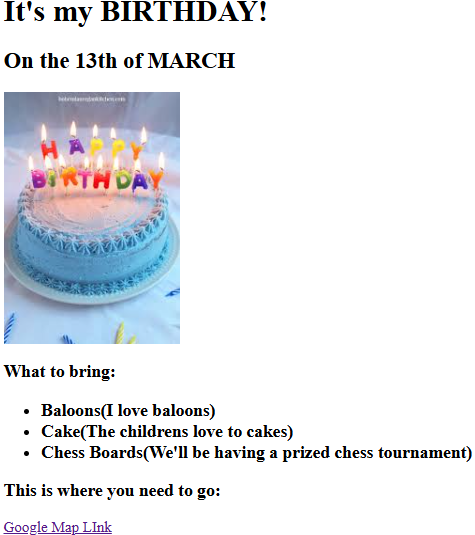 It's my BIRTHDAY!
On the 13th of MARCH
HAPPY
BIRTHDAY
What to bring:
Baloons(I love baloons)
Cake(The childrens love to cakes)
Chess Boards(We'll be having a prized chess tournament)
This is where you need to go:
Google Map LInk